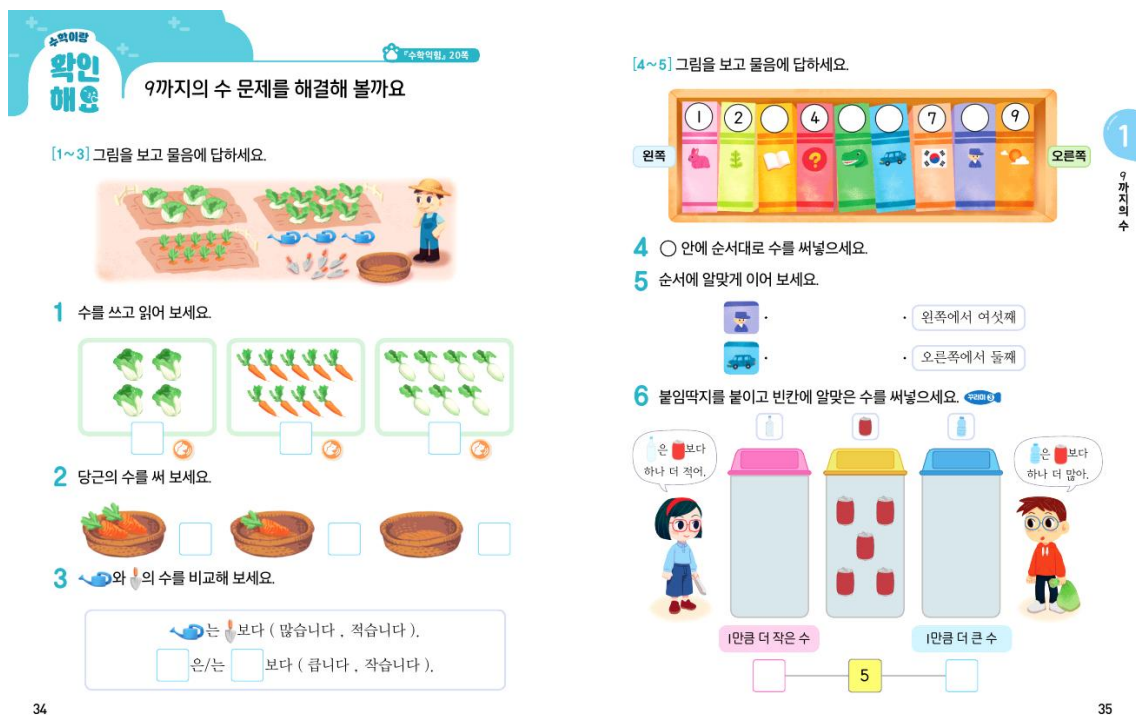 수학이랑
확인
해요
『수학익힘』 20쪽
9까지의 수 문제를 해결해 볼까요
[1~3] 그림을 보고 물음에 답하세요.
1 수를 쓰고 읽어 보세요.
2 당근의 수를 써 보세요.
3 와 의 수를 비교해 보세요.
는 보다 ( 많습니다 , 적습니다 ).
은/는 보다 ( 큽니다 , 작습니다 ).
34
[4~5] 그림을 보고 물음에 답하세요.
1 2 4 7 9
왼쪽
?
오른쪽
1
9까지의 수
4 ◯ 안에 순서대로 수를 써넣으세요.
5 순서에 알맞게 이어 보세요.
왼쪽에서 여섯째
오른쪽에서 둘째
6 붙임딱지를 붙이고 빈칸에 알맞은 수를 써넣으세요. 꾸러미 3
은 보다
하나 더 적어.
은 보다
하나 더 많아.
1만큼 더 작은 수
1만큼 더 큰 수
5
35